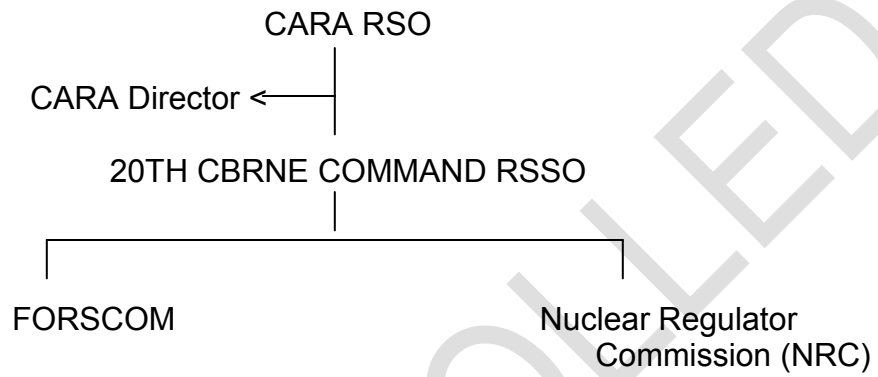 CARA RSO
CARA Director <
20TH CBRNE COMMAND RSSO
FORSCOM
Nuclear Regulator
Commission (NRC)